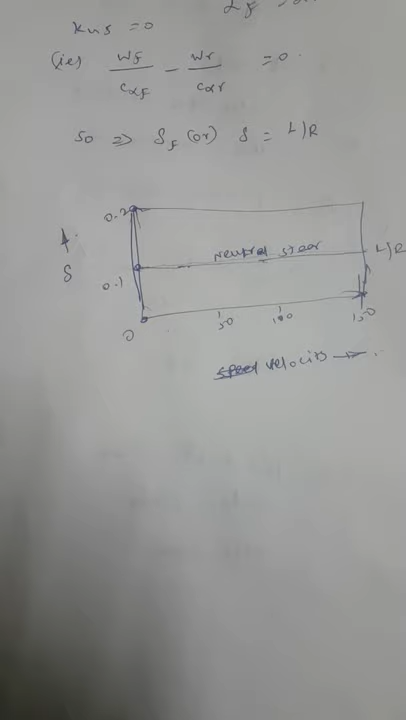 Kus = 0
(ie) Wf/Cαf - Wr/Cαr = 0.
so ⇒ δf (or) δ = L/R
0.2
neutral steer L/R
δ
0.1
0 50 100 150
velocity →.